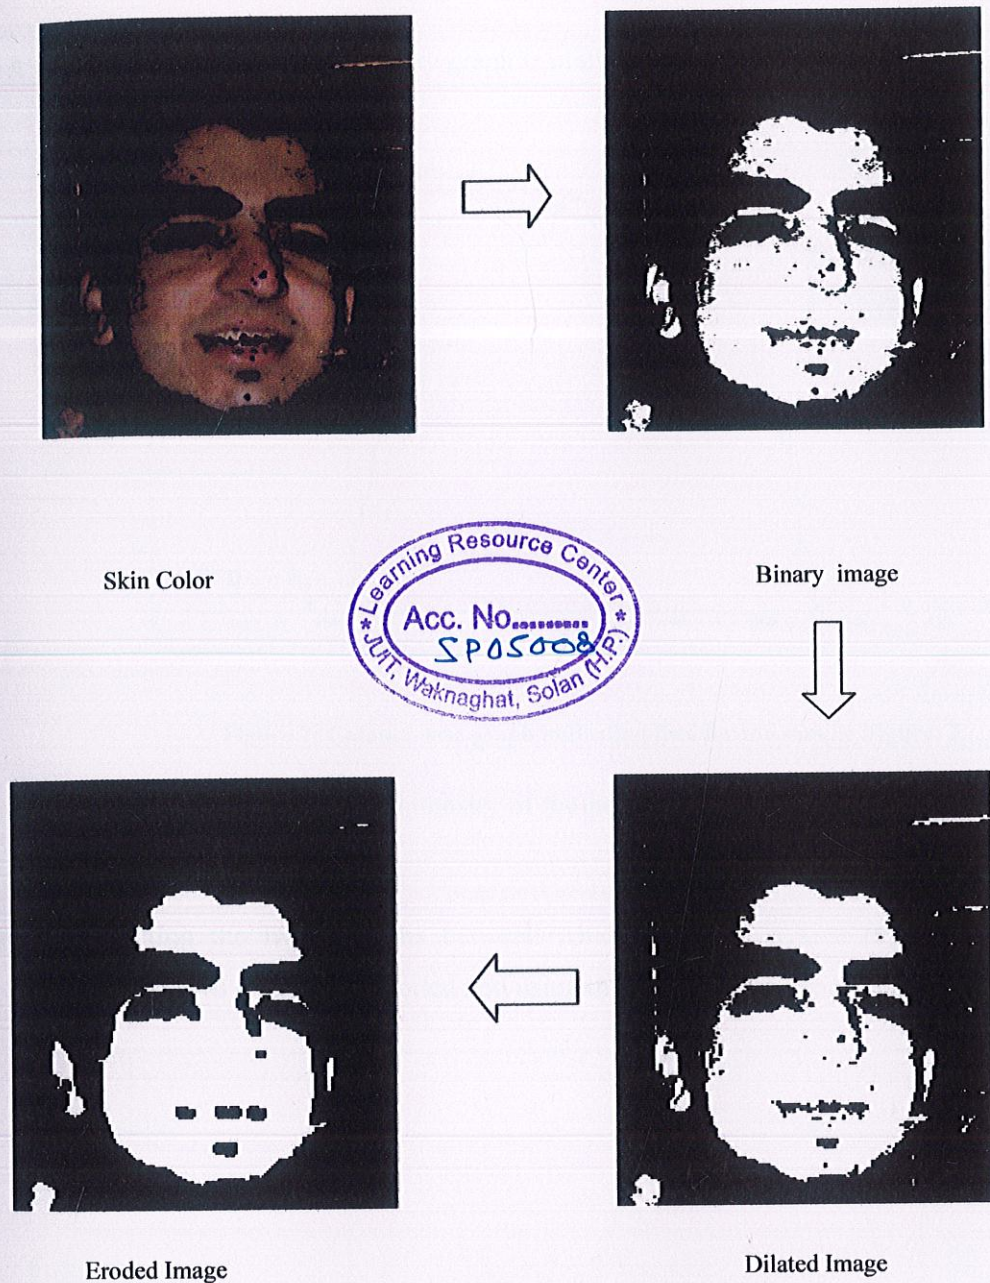 Skin Color
Learning Resource Center
Acc. No..........
SP05008
* JUIT, Waknaghat, Solan (H.P.) *
Binary image
Eroded Image
Dilated Image